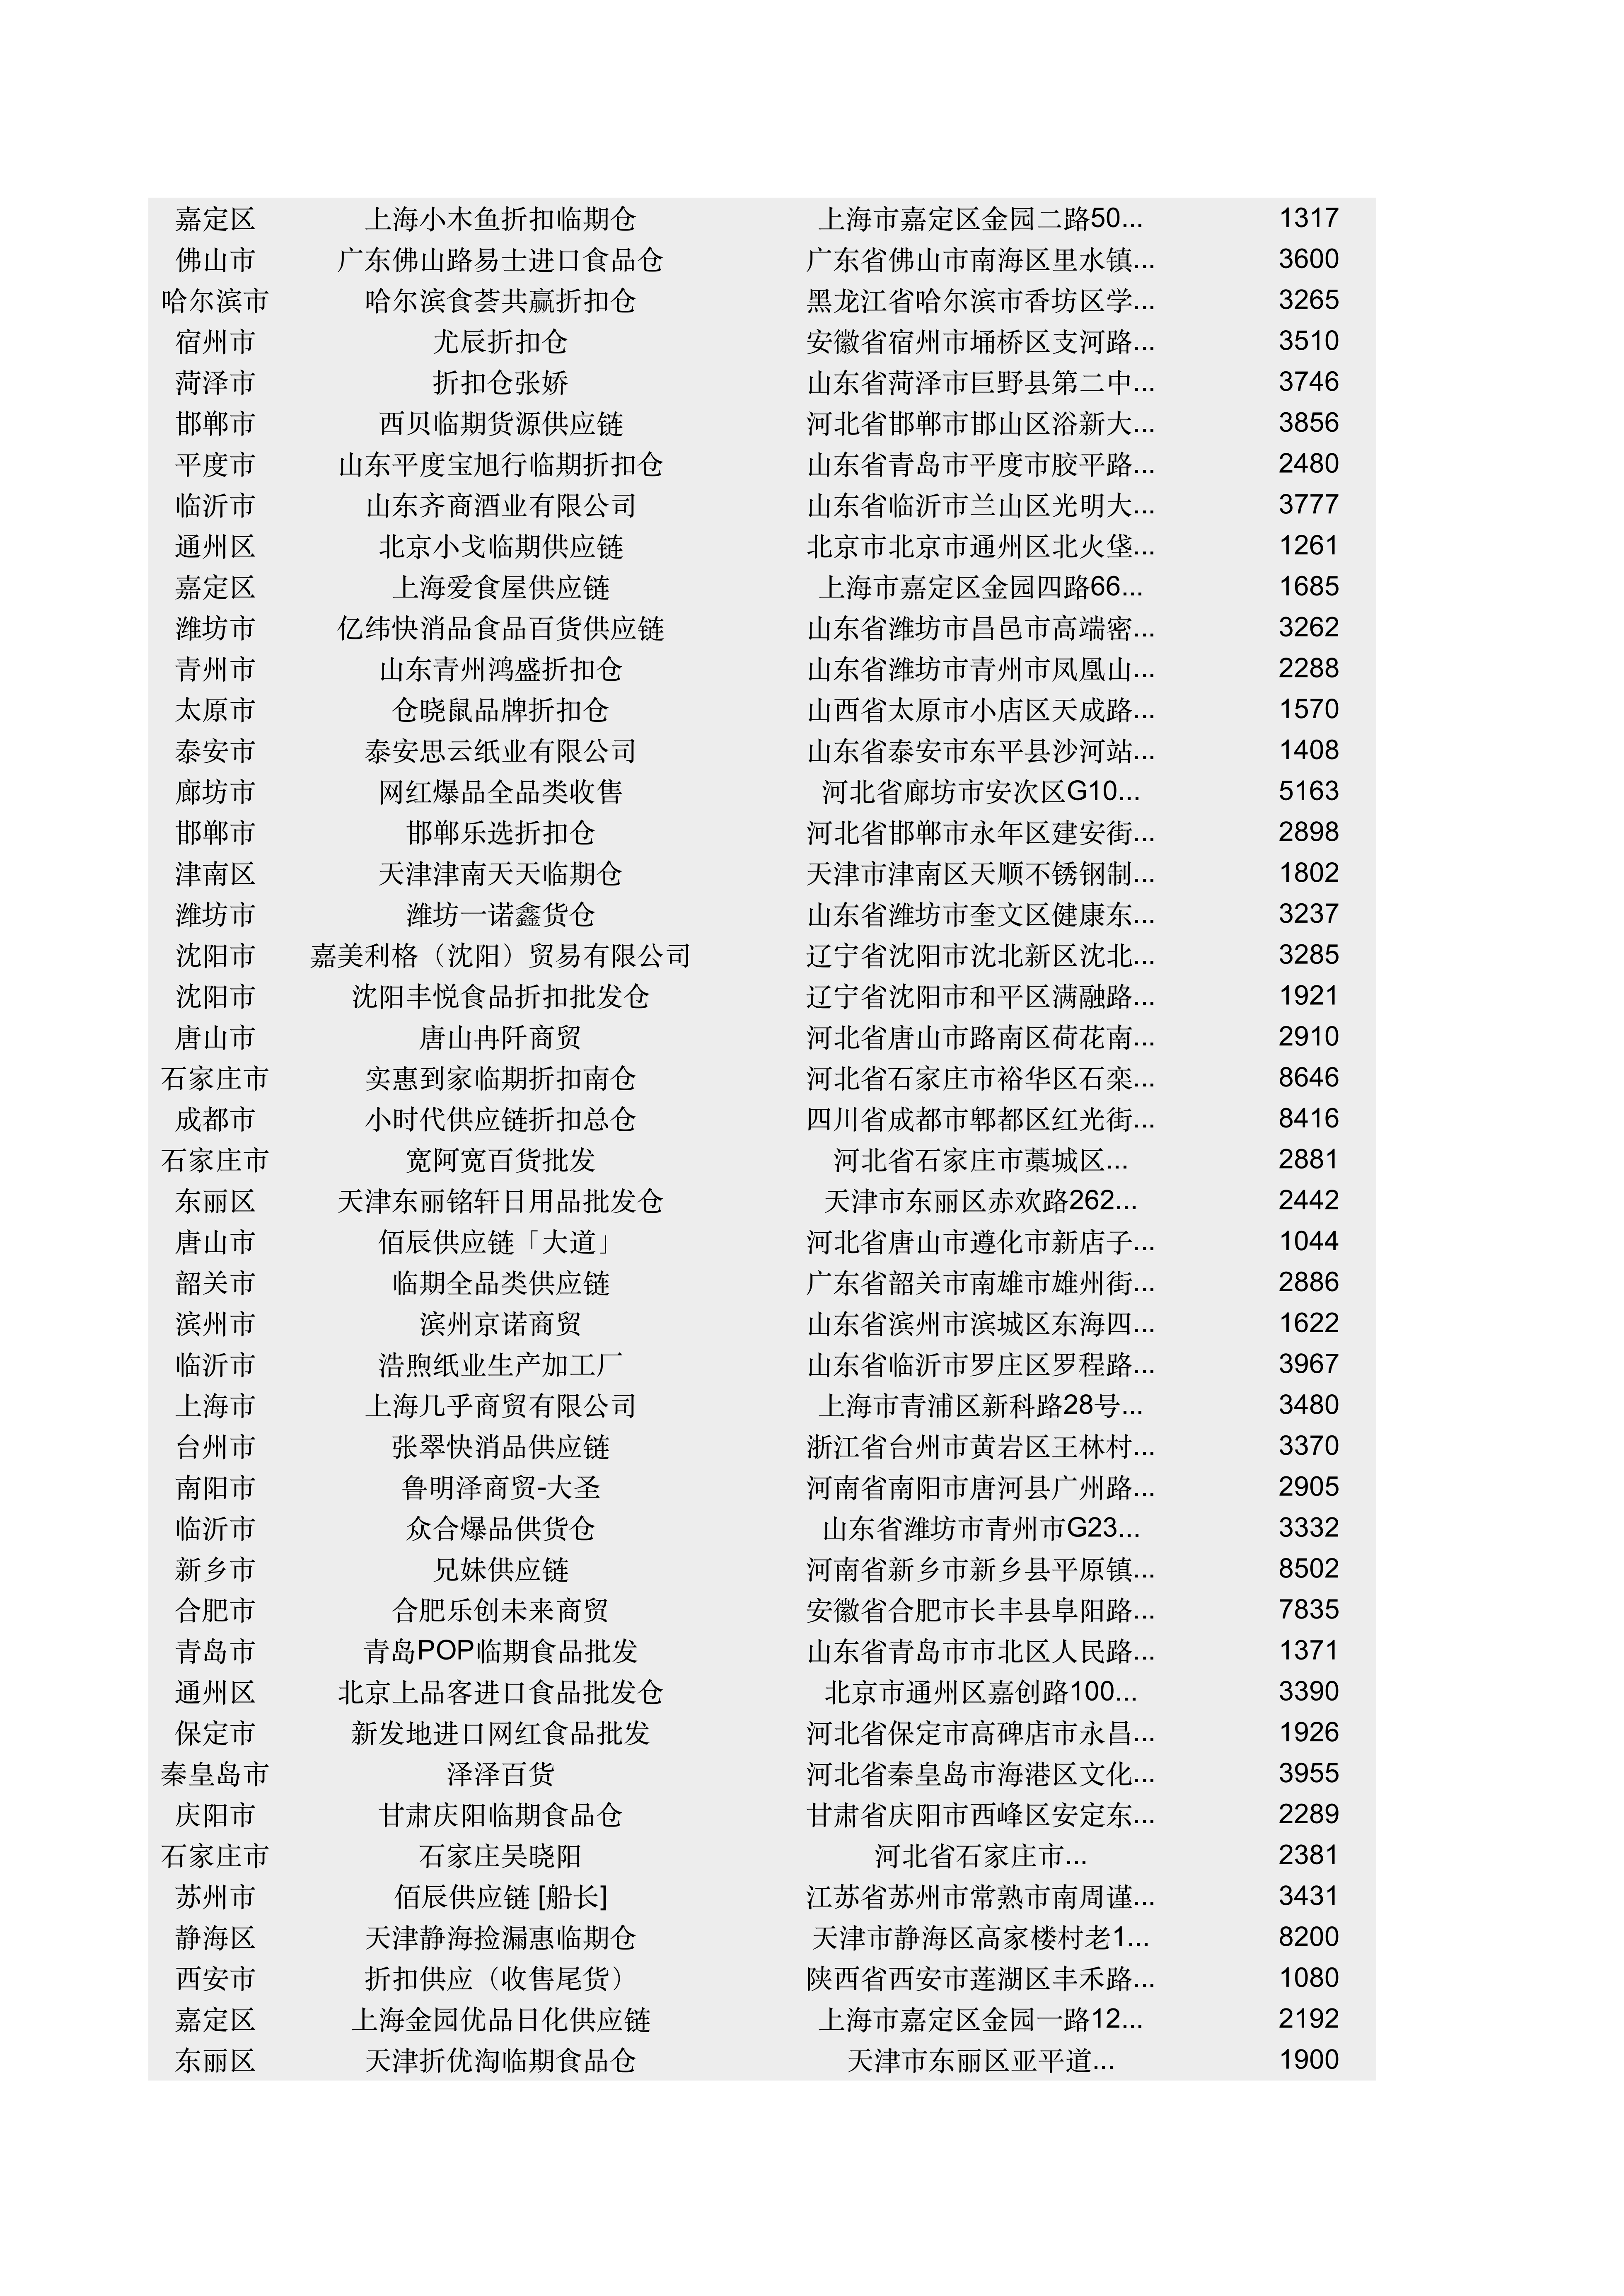 嘉定区 上海小木鱼折扣临期仓 上海市嘉定区金园二路50... 1317
佛山市 广东佛山路易士进口食品仓 广东省佛山市南海区里水镇... 3600
哈尔滨市 哈尔滨食荟共赢折扣仓 黑龙江省哈尔滨市香坊区学... 3265
宿州市 尤辰折扣仓 安徽省宿州市埇桥区支河路... 3510
菏泽市 折扣仓张娇 山东省菏泽市巨野县第二中... 3746
邯郸市 西贝临期货源供应链 河北省邯郸市邯山区浴新大... 3856
平度市 山东平度宝旭行临期折扣仓 山东省青岛市平度市胶平路... 2480
临沂市 山东齐商酒业有限公司 山东省临沂市兰山区光明大... 3777
通州区 北京小戈临期供应链 北京市北京市通州区北火垡... 1261
嘉定区 上海爱食屋供应链 上海市嘉定区金园四路66... 1685
潍坊市 亿纬快消品食品百货供应链 山东省潍坊市昌邑市高端密... 3262
青州市 山东青州鸿盛折扣仓 山东省潍坊市青州市凤凰山... 2288
太原市 仓晓鼠品牌折扣仓 山西省太原市小店区天成路... 1570
泰安市 泰安思云纸业有限公司 山东省泰安市东平县沙河站... 1408
廊坊市 网红爆品全品类收售 河北省廊坊市安次区G10... 5163
邯郸市 邯郸乐选折扣仓 河北省邯郸市永年区建安街... 2898
津南区 天津津南天天临期仓 天津市津南区天顺不锈钢制... 1802
潍坊市 潍坊一诺鑫货仓 山东省潍坊市奎文区健康东... 3237
沈阳市 嘉美利格（沈阳）贸易有限公司 辽宁省沈阳市沈北新区沈北... 3285
沈阳市 沈阳丰悦食品折扣批发仓 辽宁省沈阳市和平区满融路... 1921
唐山市 唐山冉阡商贸 河北省唐山市路南区荷花南... 2910
石家庄市 实惠到家临期折扣南仓 河北省石家庄市裕华区石栾... 8646
成都市 小时代供应链折扣总仓 四川省成都市郫都区红光街... 8416
石家庄市 宽阿宽百货批发 河北省石家庄市藁城区... 2881
东丽区 天津东丽铭轩日用品批发仓 天津市东丽区赤欢路262... 2442
唐山市 佰辰供应链「大道」 河北省唐山市遵化市新店子... 1044
韶关市 临期全品类供应链 广东省韶关市南雄市雄州街... 2886
滨州市 滨州京诺商贸 山东省滨州市滨城区东海四... 1622
临沂市 浩煦纸业生产加工厂 山东省临沂市罗庄区罗程路... 3967
上海市 上海几乎商贸有限公司 上海市青浦区新科路28号... 3480
台州市 张翠快消品供应链 浙江省台州市黄岩区王林村... 3370
南阳市 鲁明泽商贸-大圣 河南省南阳市唐河县广州路... 2905
临沂市 众合爆品供货仓 山东省潍坊市青州市G23... 3332
新乡市 兄妹供应链 河南省新乡市新乡县平原镇... 8502
合肥市 合肥乐创未来商贸 安徽省合肥市长丰县阜阳路... 7835
青岛市 青岛POP临期食品批发 山东省青岛市市北区人民路... 1371
通州区 北京上品客进口食品批发仓 北京市通州区嘉创路100... 3390
保定市 新发地进口网红食品批发 河北省保定市高碑店市永昌... 1926
秦皇岛市 泽泽百货 河北省秦皇岛市海港区文化... 3955
庆阳市 甘肃庆阳临期食品仓 甘肃省庆阳市西峰区安定东... 2289
石家庄市 石家庄吴晓阳 河北省石家庄市... 2381
苏州市 佰辰供应链 [船长] 江苏省苏州市常熟市南周谨... 3431
静海区 天津静海捡漏惠临期仓 天津市静海区高家楼村老1... 8200
西安市 折扣供应（收售尾货） 陕西省西安市莲湖区丰禾路... 1080
嘉定区 上海金园优品日化供应链 上海市嘉定区金园一路12... 2192
东丽区 天津折优淘临期食品仓 天津市东丽区亚平道... 1900